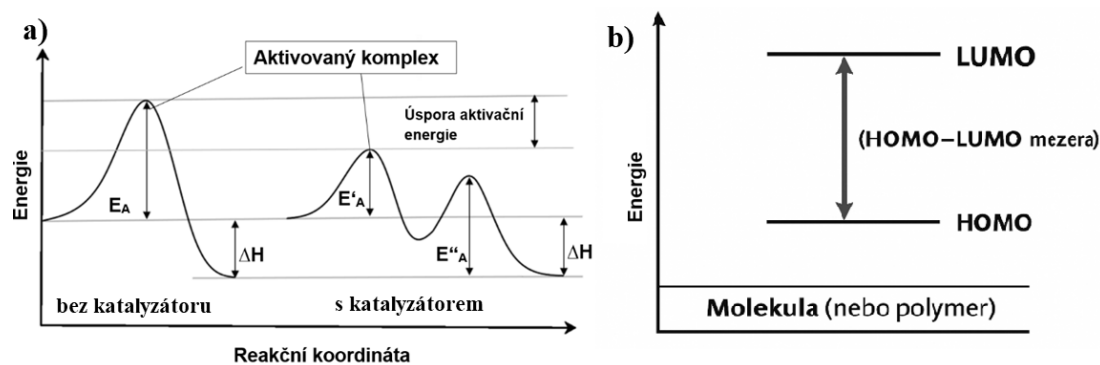 a)
Aktivovaný komplex
Úspora aktivační
energie
Energie
EA
E'A
E"A
ΔH
ΔH
bez katalyzátoru
s katalyzátorem
Reakční koordináta
b)
LUMO
(HOMO–LUMO mezera)
Energie
HOMO
Molekula (nebo polymer)